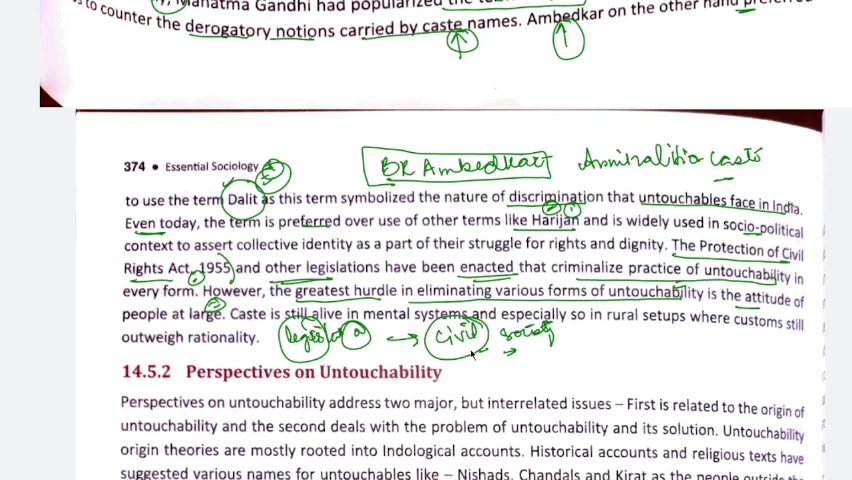 Mahatma Gandhi had popularized the
to counter the derogatory notions carried by caste names. Ambedkar on the other hand preferred
374 • Essential Sociology
BR Ambedkar
casts
to use the term Dalit as this term symbolized the nature of discrimination that untouchables face in India.
Even today, the term is preferred over use of other terms like Harijan and is widely used in socio-political
context to assert collective identity as a part of their struggle for rights and dignity. The Protection of Civil
Rights Act, 1955 and other legislations have been enacted that criminalize practice of untouchability in
every form. However, the greatest hurdle in eliminating various forms of untouchability is the attitude of
people at large. Caste is still alive in mental systems and especially so in rural setups where customs still
outweigh rationality.
civil society
14.5.2 Perspectives on Untouchability
Perspectives on untouchability address two major, but interrelated issues – First is related to the origin of
untouchability and the second deals with the problem of untouchability and its solution. Untouchability
origin theories are mostly rooted into Indological accounts. Historical accounts and religious texts have
suggested various names for untouchables like – Nishads, Chandals and Kirat as the people outside the